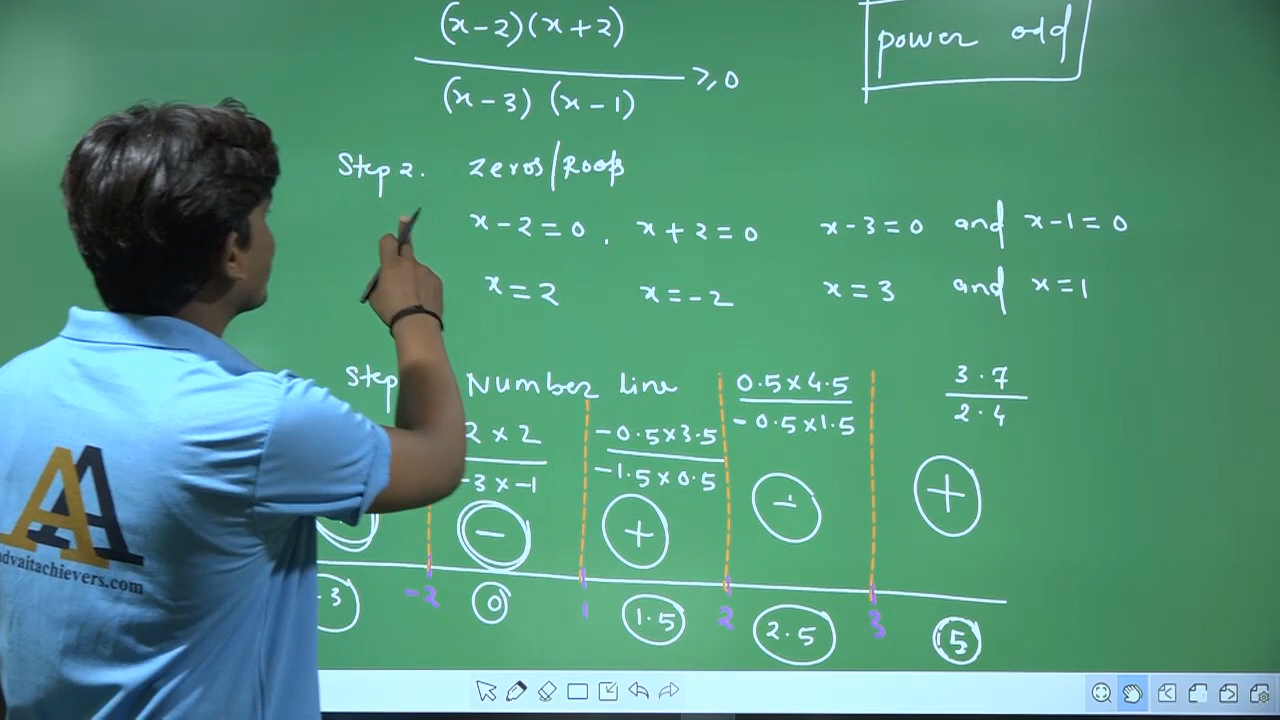 (x-2)(x+2)
(x-3) (x-1)
≥0
power odd
Step 2. Zeros/Roots
x-2=0, x+2=0 x-3=0 and x-1=0
x=2 x=-2 x=3 and x=1
Step Number line
2×2
-3×-1
-0.5×3.5
-1.5×0.5
0.5×4.5
-0.5×1.5
3.7
2.4
- + - +
-2 1 2 3
3 0 1.5 2.5 5
AA
advaitachievers.com